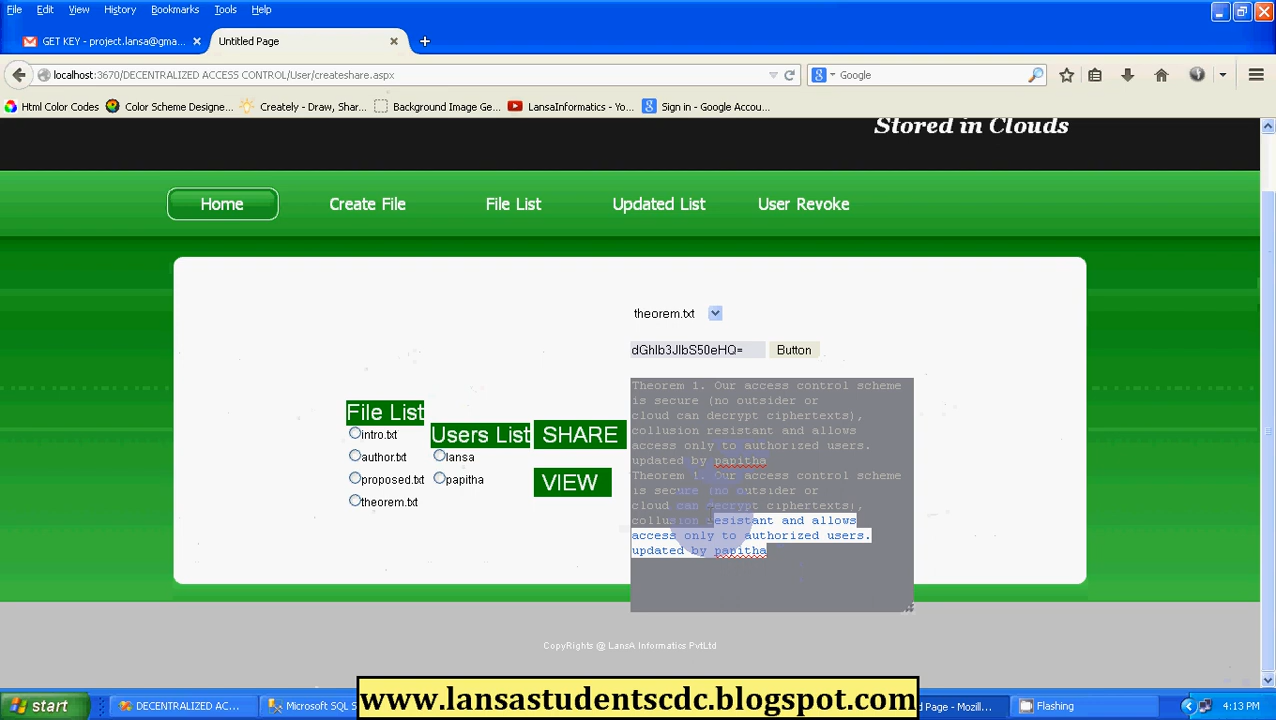 File Edit View History Bookmarks Tools Help
GET KEY - project.lansa@gma...
Untitled Page
localhost:3670/DECENTRALIZED ACCESS CONTROL/User/createshare.aspx
Google
Html Color Codes
Color Scheme Designe...
Creately - Draw, Shar...
Background Image Ge...
LansaInformatics - Yo...
Sign in - Google Accou...
Stored in Clouds
Home
Create File
File List
Updated List
User Revoke
theorem.txt
dGhlb3JlbS50eHQ=
Button
File List
intro.txt
author.txt
proposed.txt
theorem.txt
Users List
lansa
papitha
SHARE
VIEW
Theorem 1. Our access control scheme
is secure (no outsider or
cloud can decrypt ciphertexts),
collusion resistant and allows
access only to authorized users.
updated by papitha
Theorem 1. Our access control scheme
is secure (no outsider or
cloud can decrypt ciphertexts),
collusion resistant and allows
access only to authorized users.
updated by papitha
CopyRights @ LansA Informatics PvtLtd
start
DECENTRALIZED AC...
Microsoft SQL S
d Page - Mozilla...
Flashing
4:13 PM
www.lansastudentscdc.blogspot.com